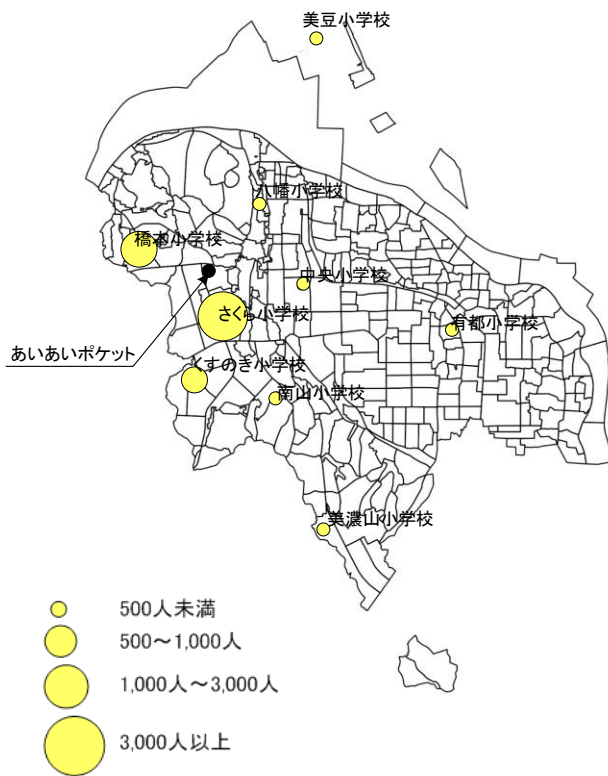 美豆小学校
八幡小学校
橋本小学校
中央小学校
さくら小学校
有都小学校
あいあいポケット
くすのき小学校
南山小学校
美濃山小学校
500人未満
500～1,000人
1,000人～3,000人
3,000人以上